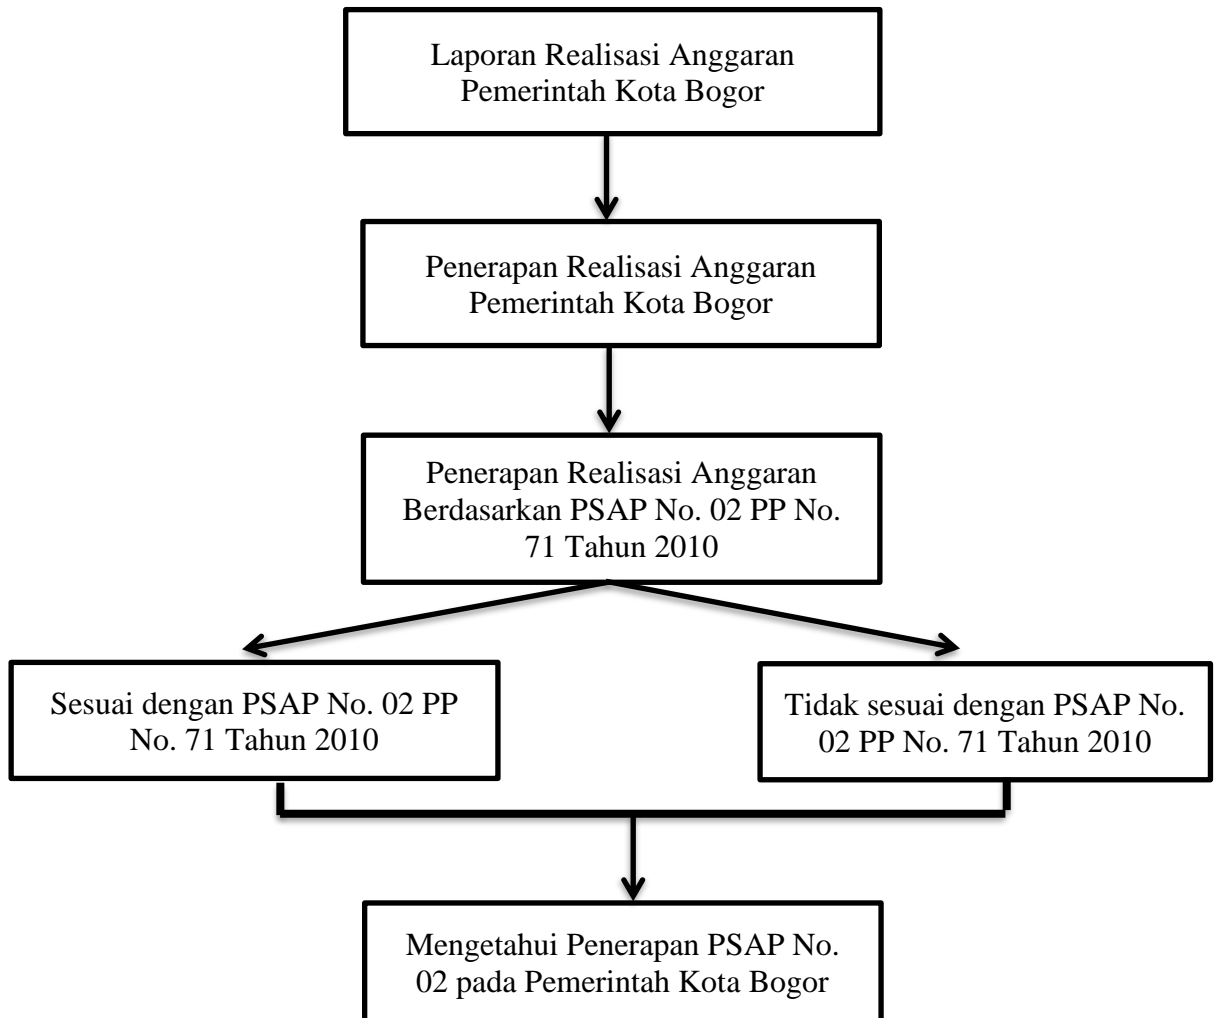 Laporan Realisasi Anggaran
Pemerintah Kota Bogor
Penerapan Realisasi Anggaran
Pemerintah Kota Bogor
Penerapan Realisasi Anggaran
Berdasarkan PSAP No. 02 PP No.
71 Tahun 2010
Sesuai dengan PSAP No. 02 PP
No. 71 Tahun 2010
Tidak sesuai dengan PSAP No.
02 PP No. 71 Tahun 2010
Mengetahui Penerapan PSAP No.
02 pada Pemerintah Kota Bogor